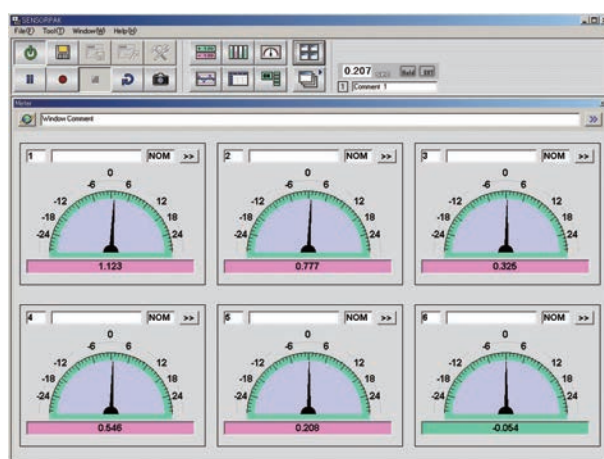 SENSORPAK
File(F) Tool(T) Window(W) Help(H)
0.207
1 Comment 1
Meter
Window Comment
1 NOM >>
-24 -18 -12 -6 0 6 12 18 24
1.123
2 NOM >>
-24 -18 -12 -6 0 6 12 18 24
0.777
3 NOM >>
-24 -18 -12 -6 0 6 12 18 24
0.325
4 NOM >>
-24 -18 -12 -6 0 6 12 18 24
0.546
5 NOM >>
-24 -18 -12 -6 0 6 12 18 24
0.208
6 NOM >>
-24 -18 -12 -6 0 6 12 18 24
-0.054